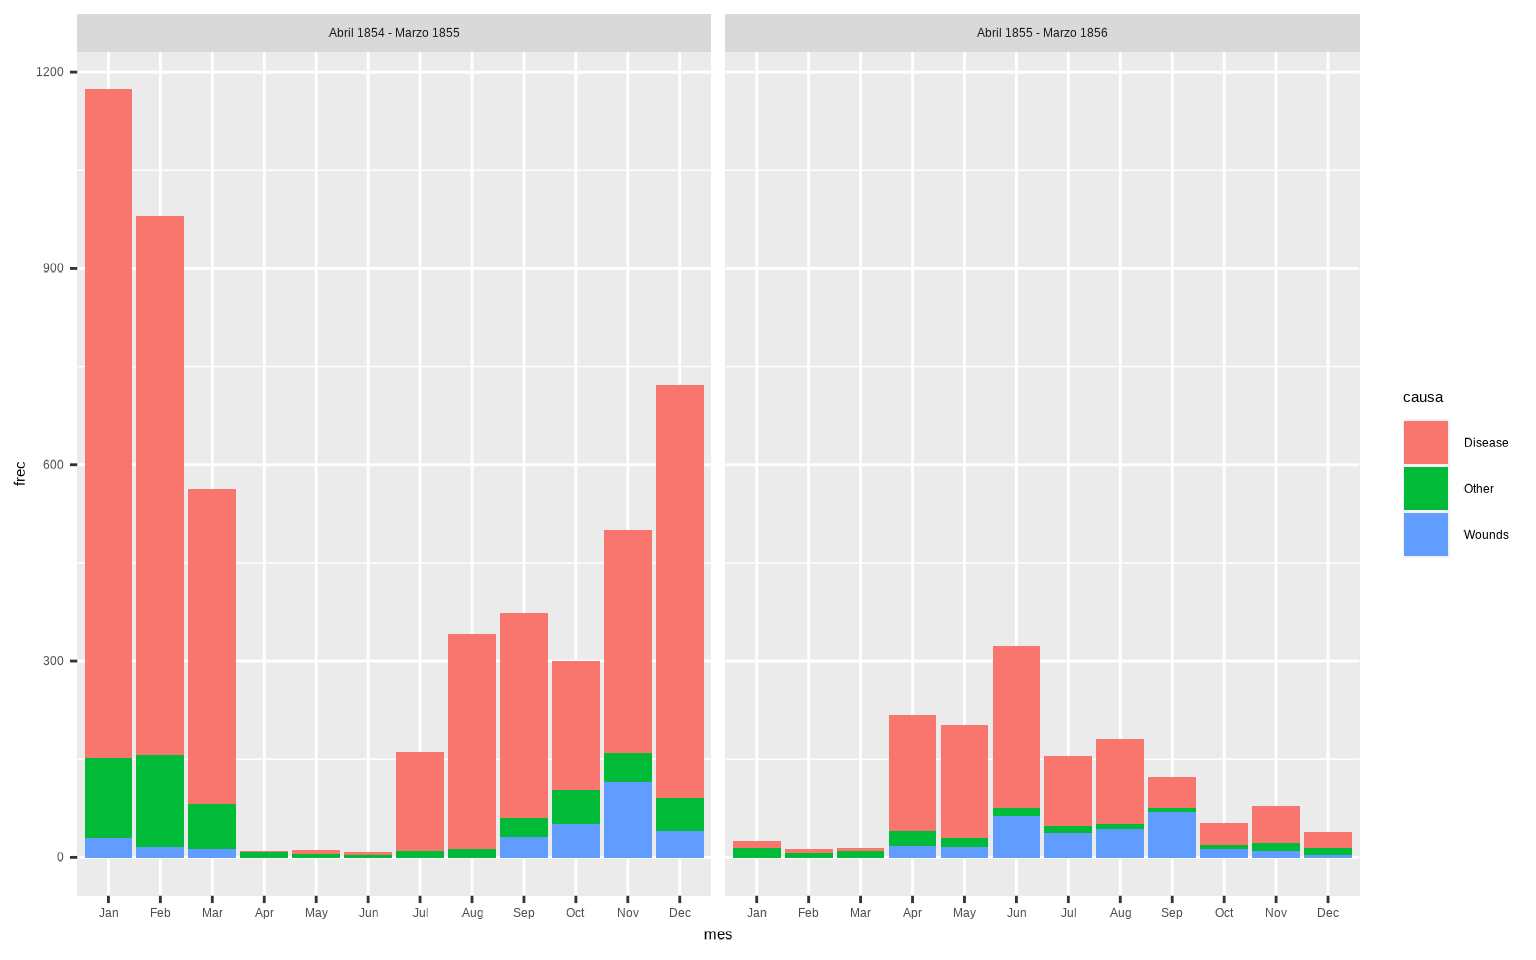 Abril 1854 - Marzo 1855
Abril 1855 - Marzo 1856
1200
900
600
300
0
frec
Jan Feb Mar Apr May Jun Jul Aug Sep Oct Nov Dec
Jan Feb Mar Apr May Jun Jul Aug Sep Oct Nov Dec
mes
causa
Disease
Other
Wounds